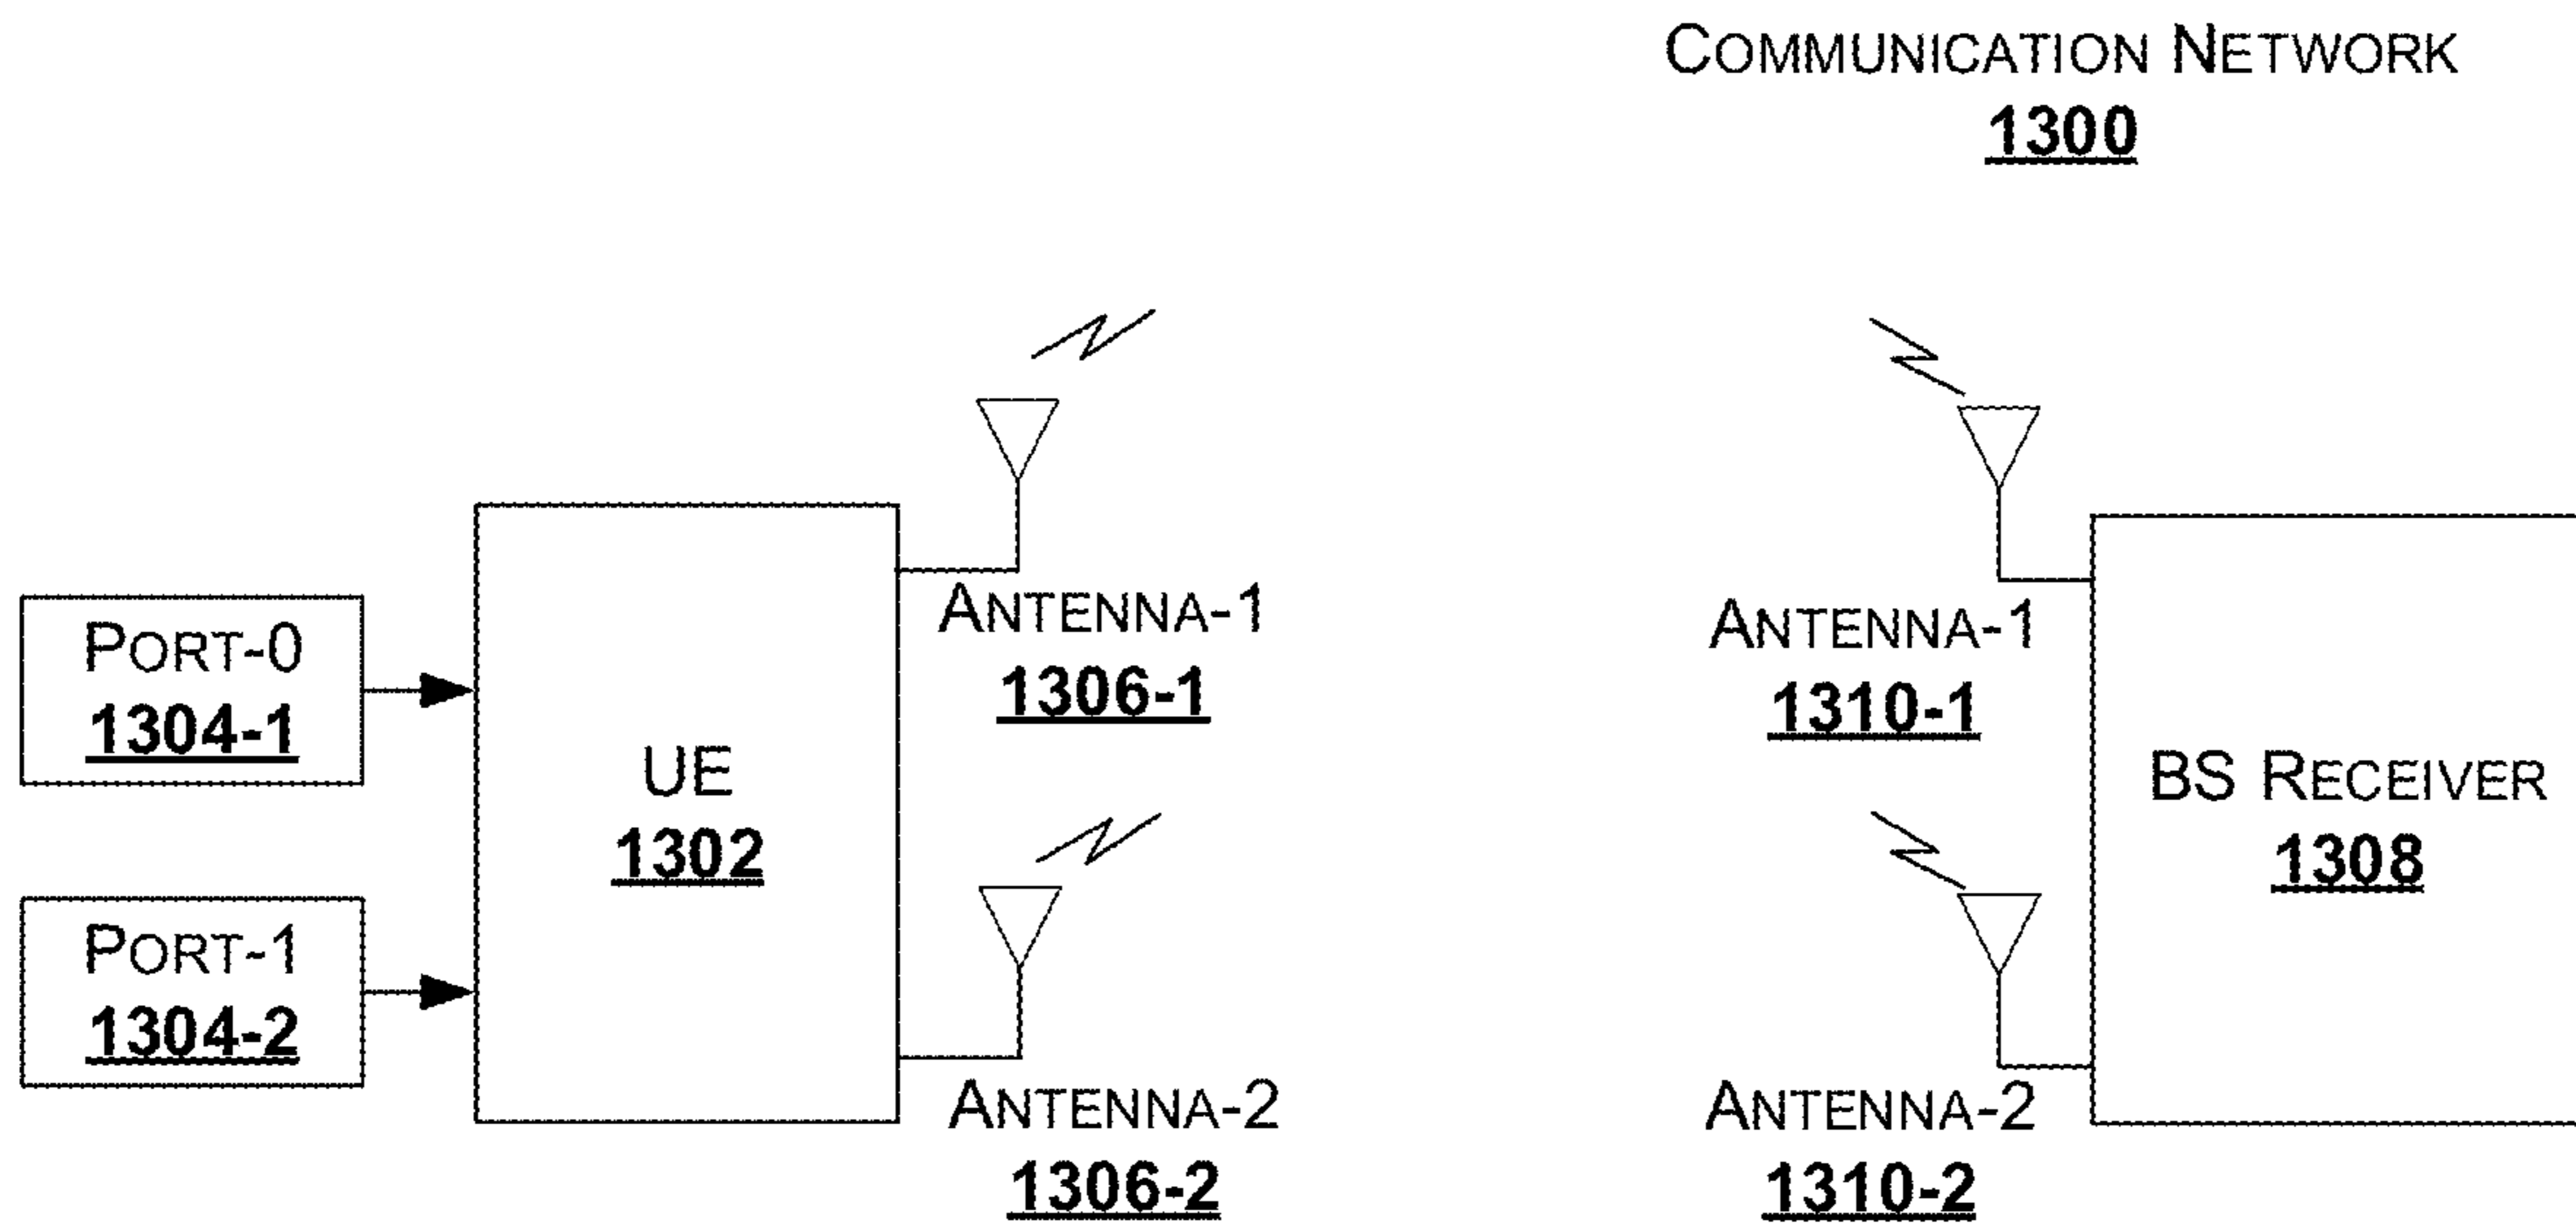 COMMUNICATION NETWORK
1300
PORT-0
1304-1
PORT-1
1304-2
UE
1302
ANTENNA-1
1306-1
ANTENNA-2
1306-2
ANTENNA-1
1310-1
ANTENNA-2
1310-2
BS RECEIVER
1308